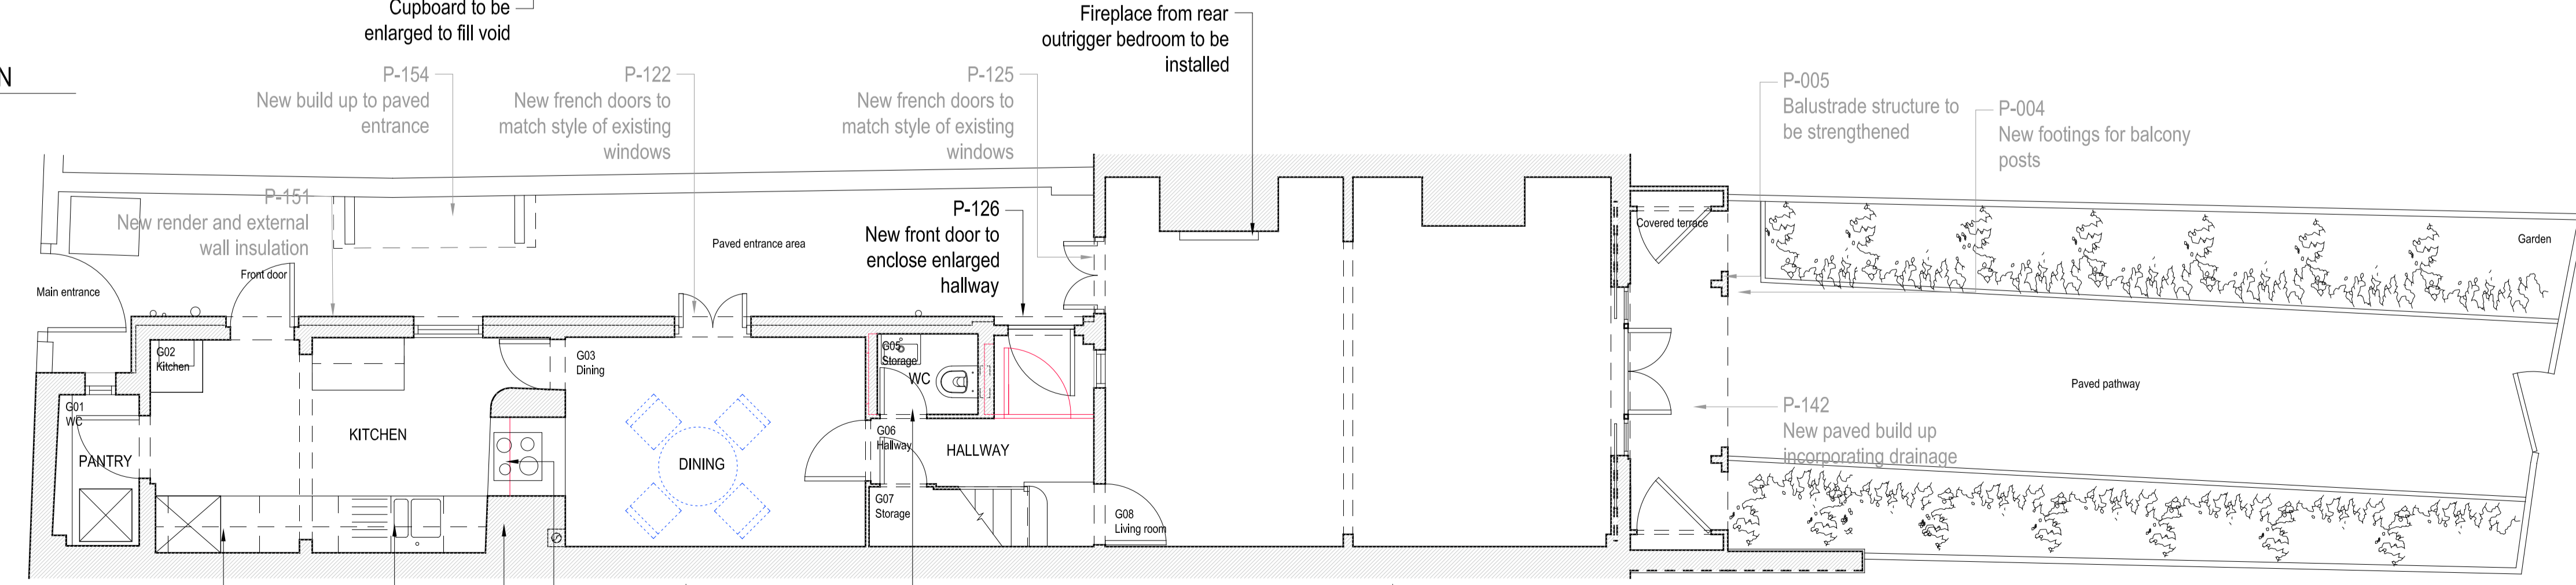 Cupboard to be
enlarged to fill void
Fireplace from rear
outrigger bedroom to be
installed
N
P-154
New build up to paved
entrance
P-122
New french doors to
match style of existing
windows
P-125
New french doors to
match style of existing
windows
P-005
Balustrade structure to
be strengthened
P-004
New footings for balcony
posts
P-151
New render and external
wall insulation
P-126
New front door to
enclose enlarged
hallway
Paved entrance area
Covered terrace
Garden
Front door
Main entrance
G02
Kitchen
G03
Dining
G05
Storage
WC
G01
WC
KITCHEN
PANTRY
DINING
G06
Hallway
HALLWAY
G07
Storage
G08
Living room
Paved pathway
P-142
New paved build up
incorporating drainage